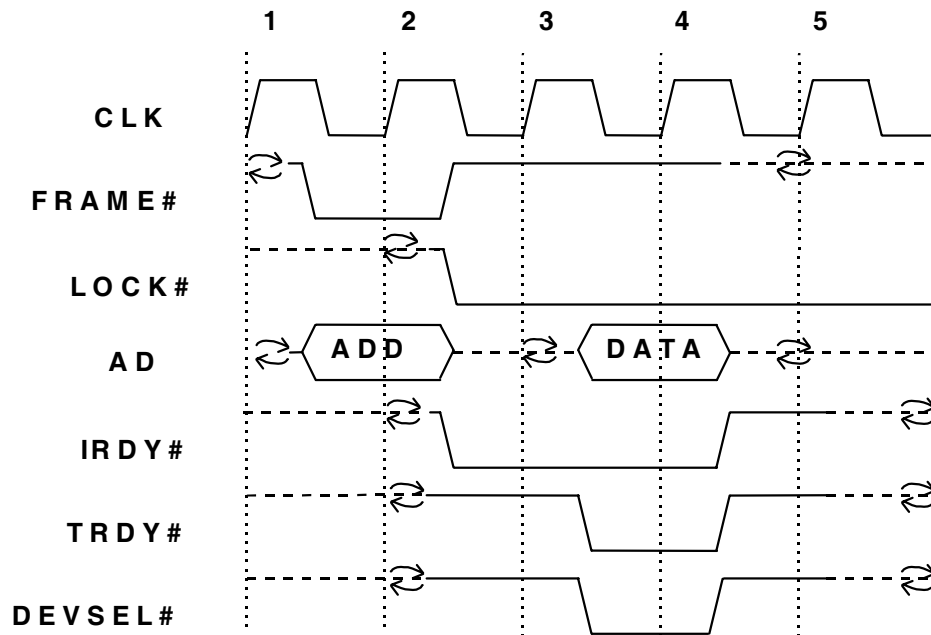 1 2 3 4 5
CLK
FRAME#
LOCK#
AD ADD DATA
IRDY#
TRDY#
DEVSEL#